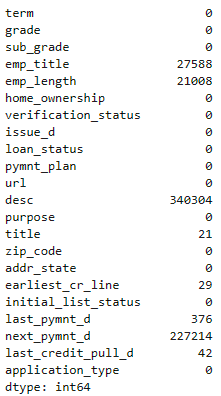 term 0
grade 0
sub_grade 0
emp_title 27588
emp_length 21008
home_ownership 0
verification_status 0
issue_d 0
loan_status 0
pymnt_plan 0
url 0
desc 340304
purpose 0
title 21
zip_code 0
addr_state 0
earliest_cr_line 29
initial_list_status 0
last_pymnt_d 376
next_pymnt_d 227214
last_credit_pull_d 42
application_type 0
dtype: int64